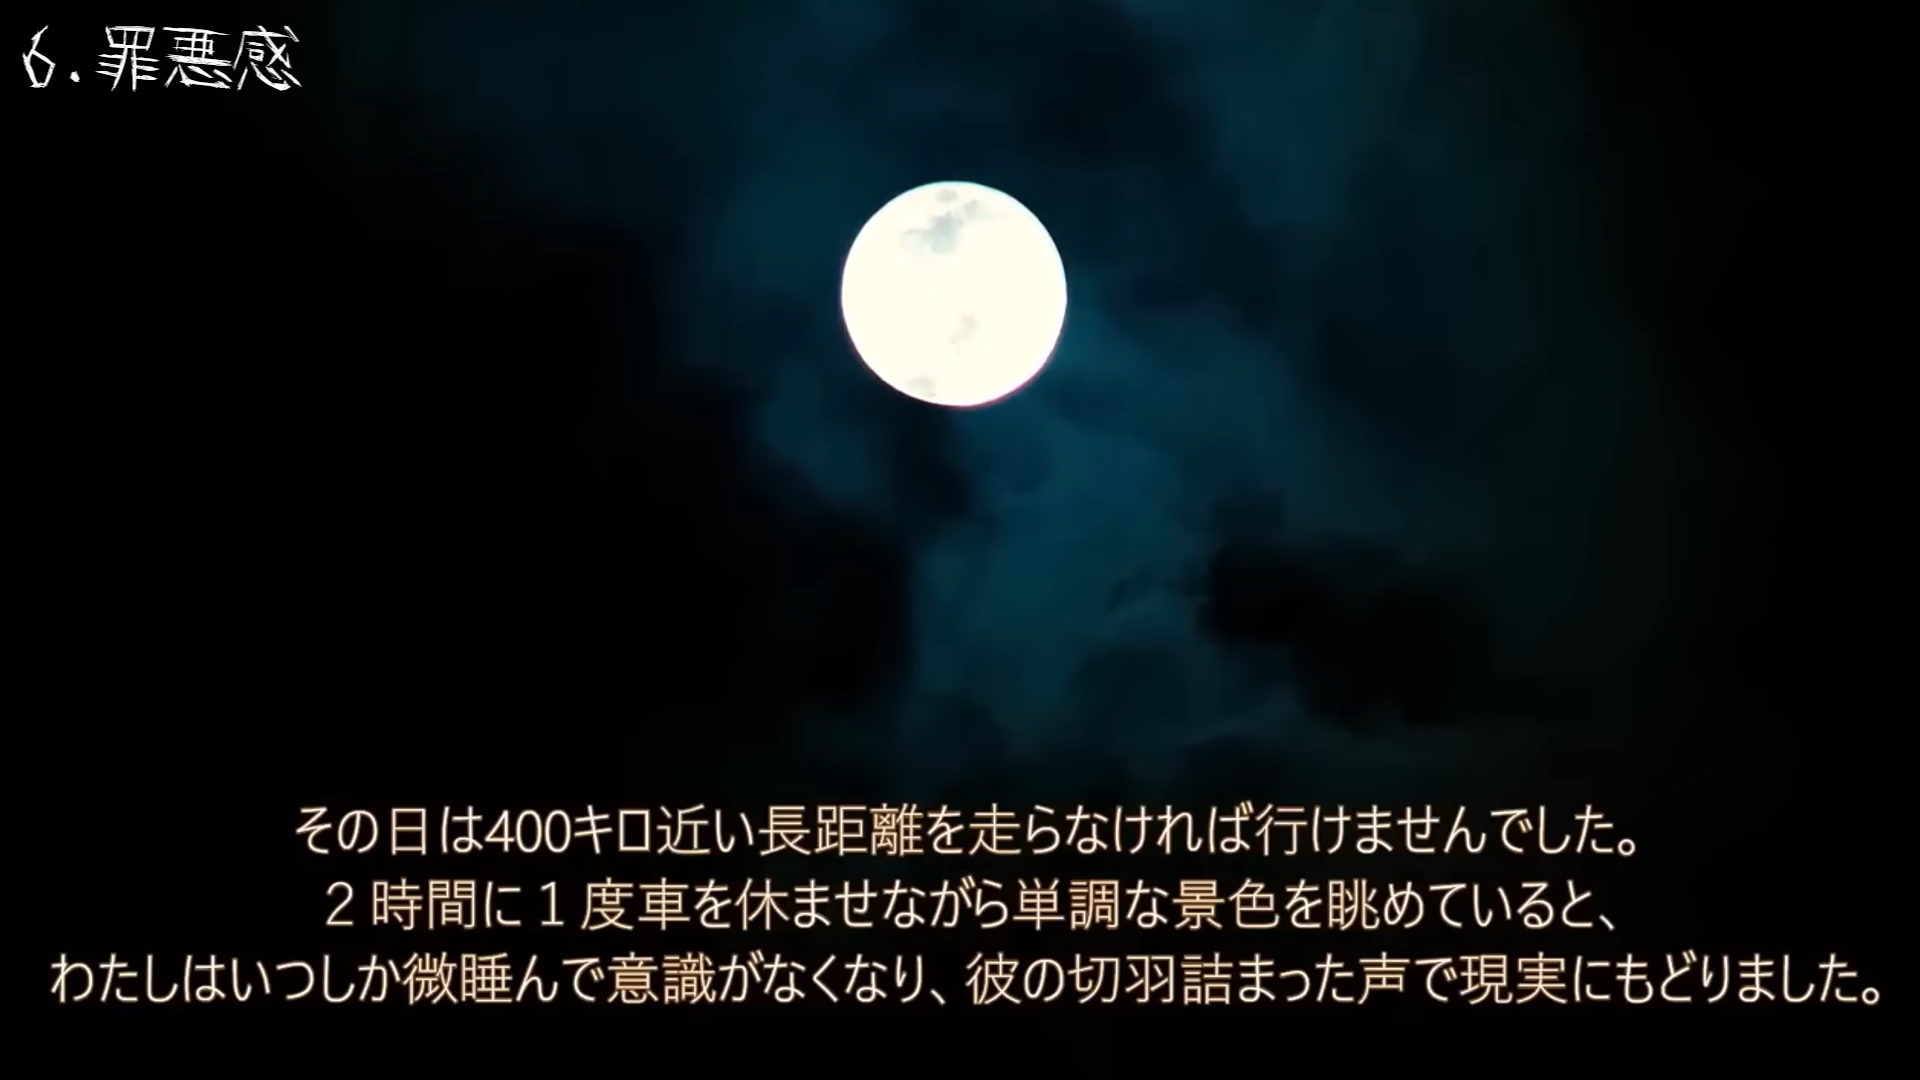 6.罪悪感
その日は400キロ近い長距離を走らなければ行けませんでした。
２時間に１度車を休ませながら単調な景色を眺めていると、
わたしはいつしか微睡んで意識がなくなり、彼の切羽詰まった声で現実にもどりました。